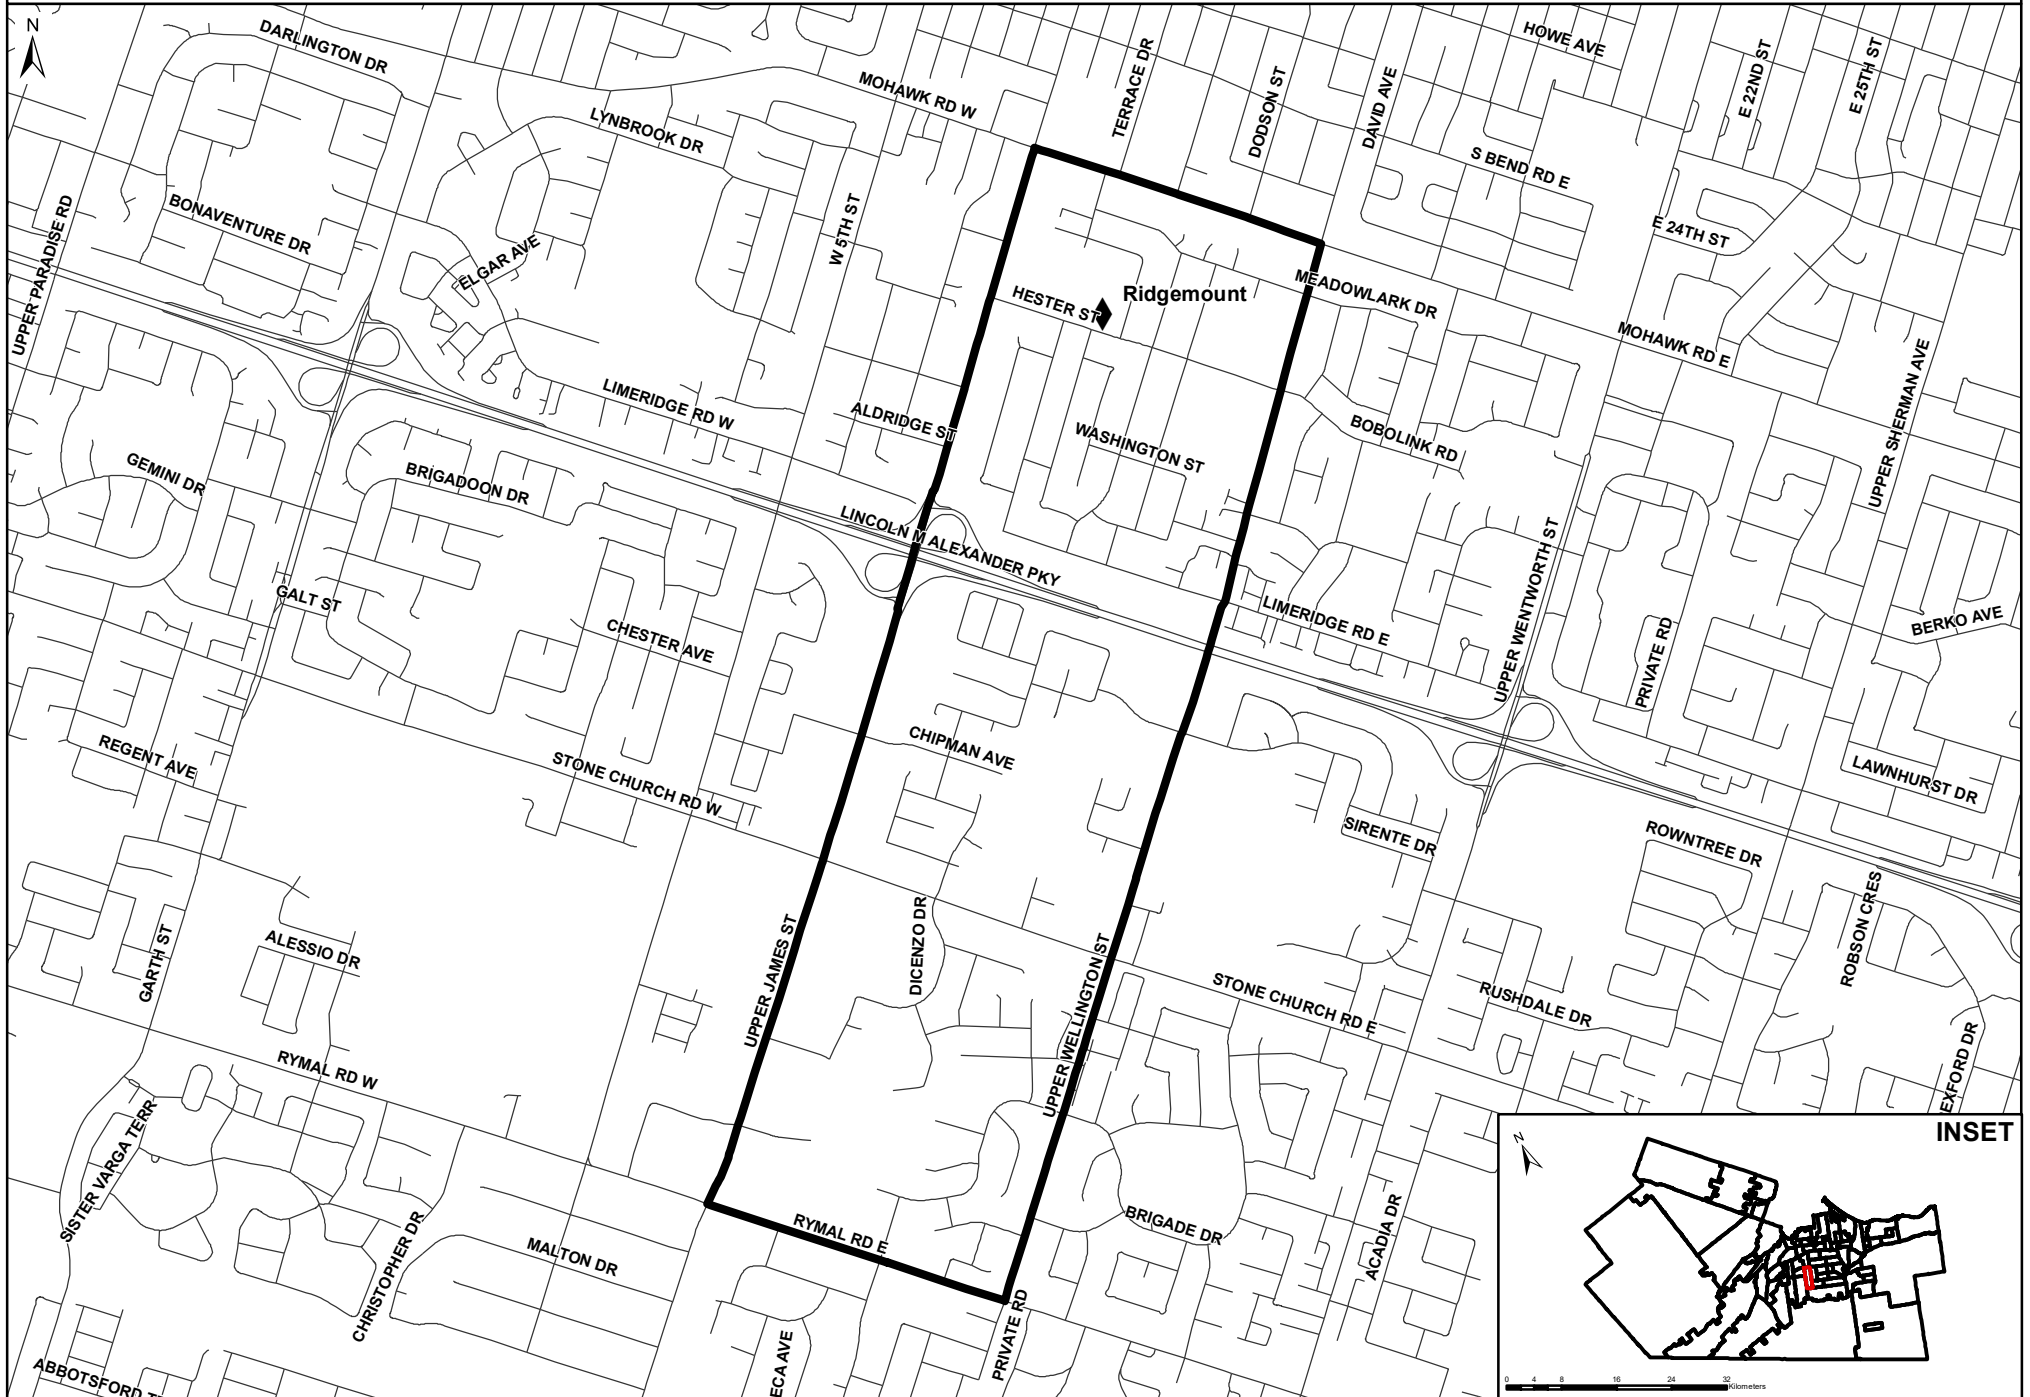 N
DARLINGTON DR
MOHAWK RD W
TERRACE DR
DODSON ST
DAVID AVE
HOWE AVE
E 22ND ST
E 25TH ST
LYNBROOK DR
S BEND RD E
UPPER PARADISE RD
BONAVENTURE DR
ELGAR AVE
W 5TH ST
E 24TH ST
HESTER ST
Ridgemount
MEADOWLARK DR
MOHAWK RD E
UPPER SHERMAN AVE
LIMERIDGE RD W
ALDRIDGE ST
WASHINGTON ST
BOBOLINK RD
GEMINI DR
BRIGADOON DR
LINCOLN M ALEXANDER PKY
UPPER WENTWORTH ST
GALT ST
CHESTER AVE
LIMERIDGE RD E
PRIVATE RD
BERKO AVE
REGENT AVE
STONE CHURCH RD W
CHIPMAN AVE
LAWNHURST DR
SIRENTE DR
ROWNTREE DR
GARTH ST
ALESSIO DR
UPPER JAMES ST
DICENZO DR
UPPER WELLINGTON ST
STONE CHURCH RD E
RUSHDALE DR
ROBSON CRES
EXFORD DR
RYMAL RD W
SISTER VARGA TERR
CHRISTOPHER DR
MALTON DR
RYMAL RD E
BRIGADE DR
ACADIA DR
PRIVATE RD
ECA AVE
ABBOTSFORD T
INSET
N
0 4 8 16 24 32
Kilometers